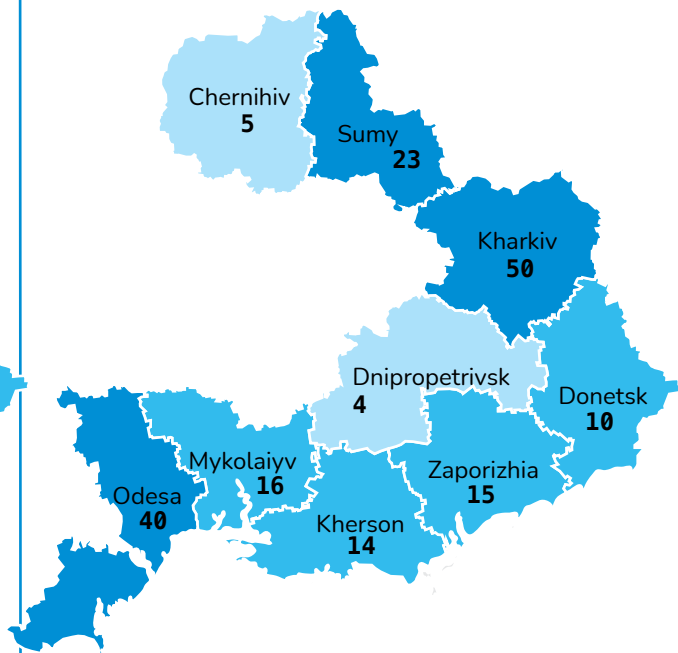 Chernihiv
5
Sumy
23
Kharkiv
50
Dnipropetrivsk
4
Donetsk
10
Mykolaiyv
16
Zaporizhia
15
Odesa
40
Kherson
14